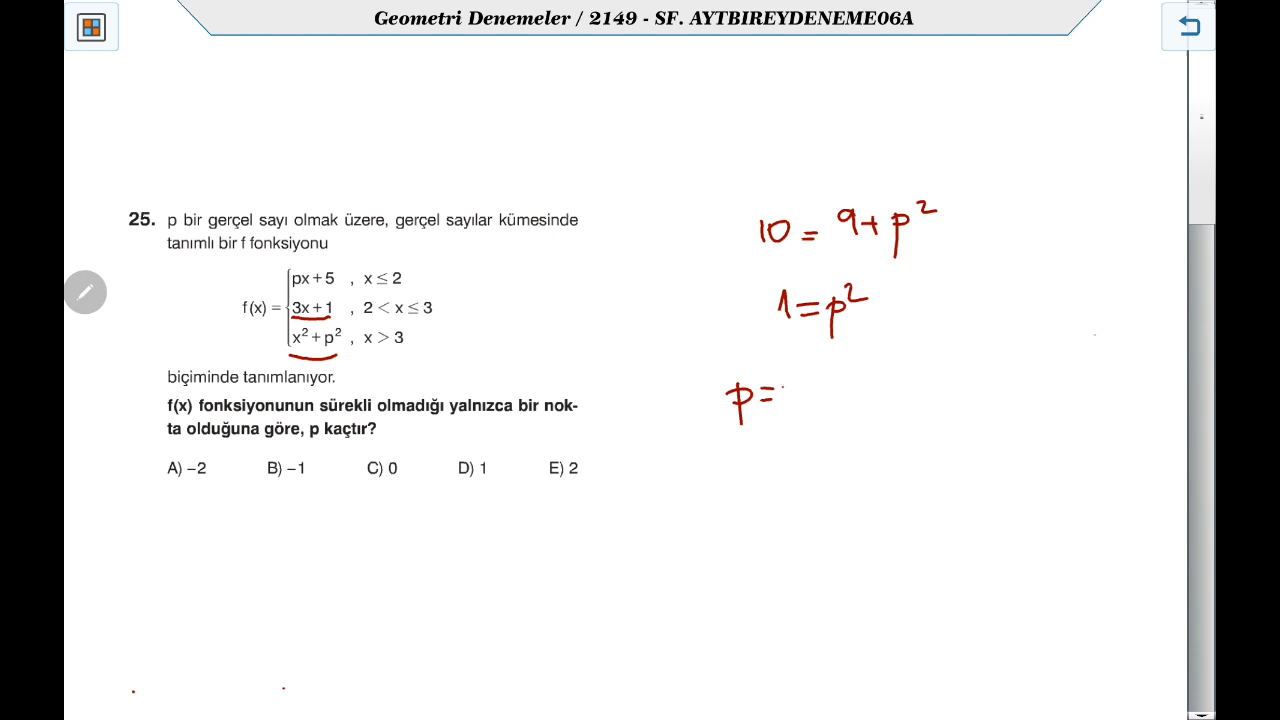 Geometri Denemeler / 2149 - SF. AYTBIREYDENEME06A
25. p bir gerçel sayı olmak üzere, gerçel sayılar kümesinde
tanımlı bir f fonksiyonu
px + 5 , x ≤ 2
f(x) = 3x + 1 , 2 < x ≤ 3
x² + p² , x > 3
biçiminde tanımlanıyor.
f(x) fonksiyonunun sürekli olmadığı yalnızca bir nok-
ta olduğuna göre, p kaçtır?
A) −2 B) −1 C) 0 D) 1 E) 2
10 = 9 + p²
1 = p²
p =